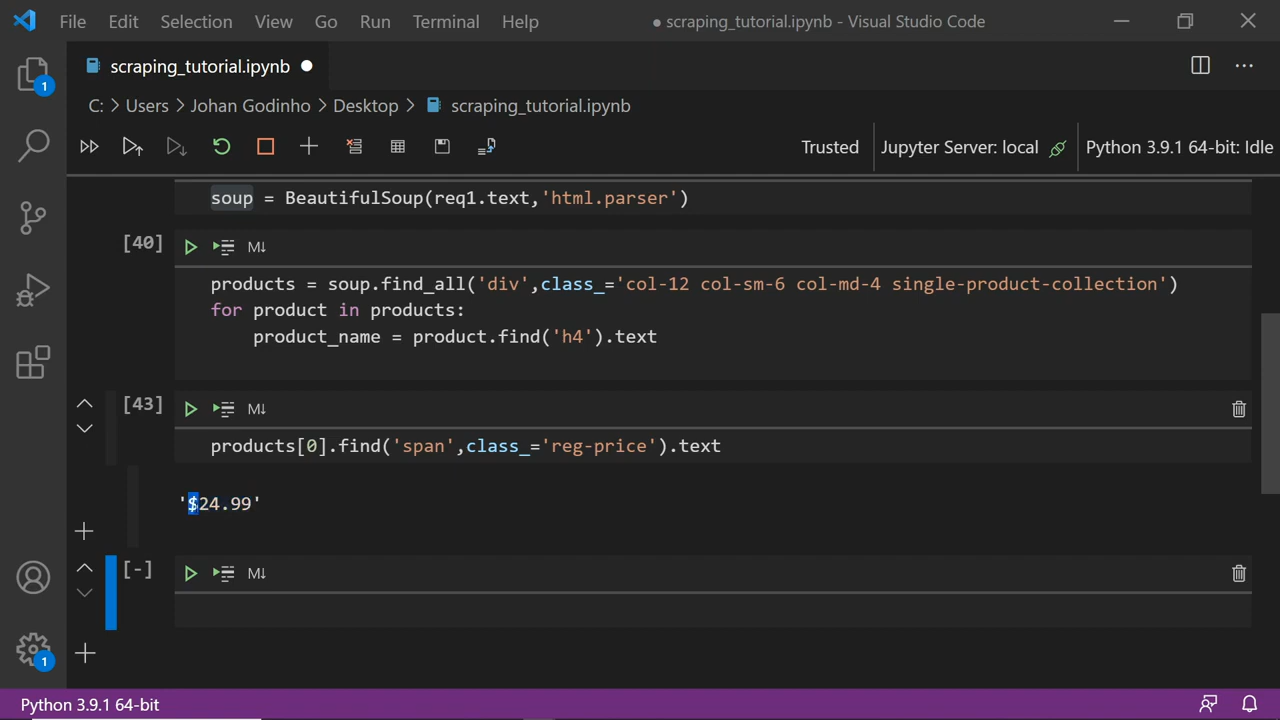 File Edit Selection View Go Run Terminal Help ● scraping_tutorial.ipynb - Visual Studio Code
scraping_tutorial.ipynb ●
1
C: > Users > Johan Godinho > Desktop > scraping_tutorial.ipynb
Trusted Jupyter Server: local Python 3.9.1 64-bit: Idle
soup = BeautifulSoup(req1.text,'html.parser')
[40] M↓
products = soup.find_all('div',class_='col-12 col-sm-6 col-md-4 single-product-collection')
for product in products:
    product_name = product.find('h4').text
[43] M↓
products[0].find('span',class_='reg-price').text
'$24.99'
[-] M↓
1
Python 3.9.1 64-bit